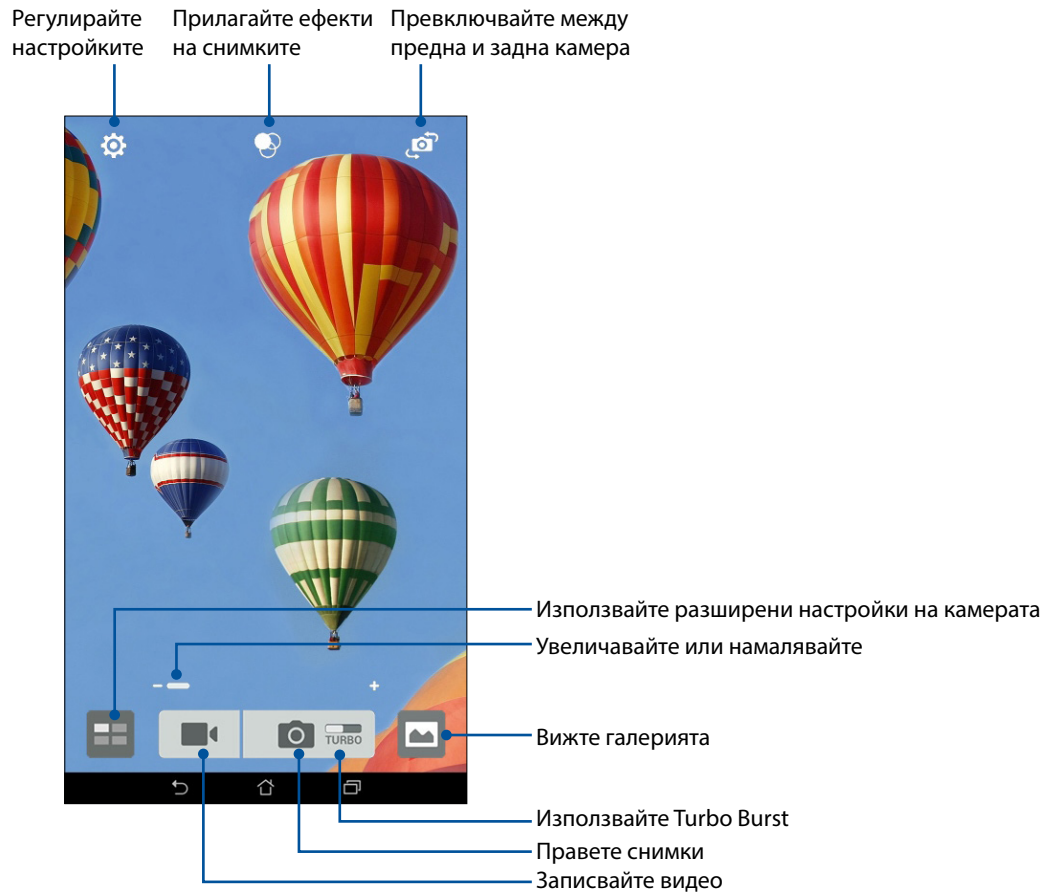 Регулирайте
настройките
Прилагайте ефекти
на снимките
Превключвайте между
предна и задна камера
Използвайте разширени настройки на камерата
Увеличавайте или намалявайте
TURBO
Вижте галерията
Използвайте Turbo Burst
Правете снимки
Записвайте видео